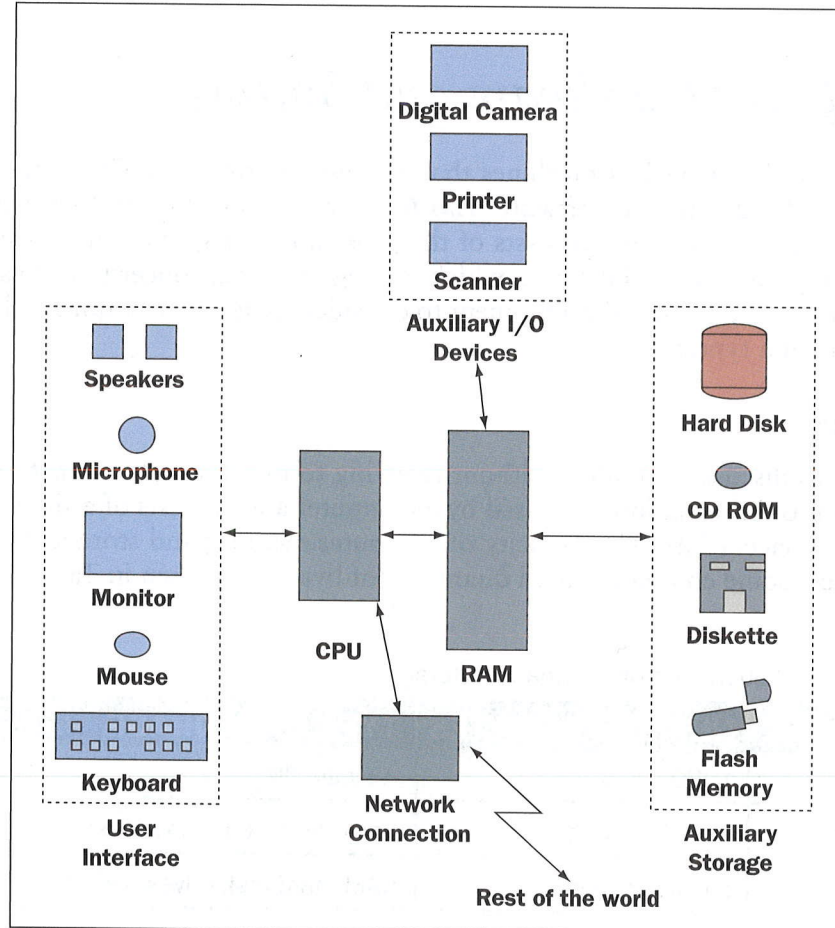 Digital Camera
Printer
Scanner
Auxiliary I/O
Devices
Speakers
Microphone
Monitor
Mouse
Keyboard
User
Interface
CPU
RAM
Network
Connection
Rest of the world
Hard Disk
CD ROM
Diskette
Flash
Memory
Auxiliary
Storage